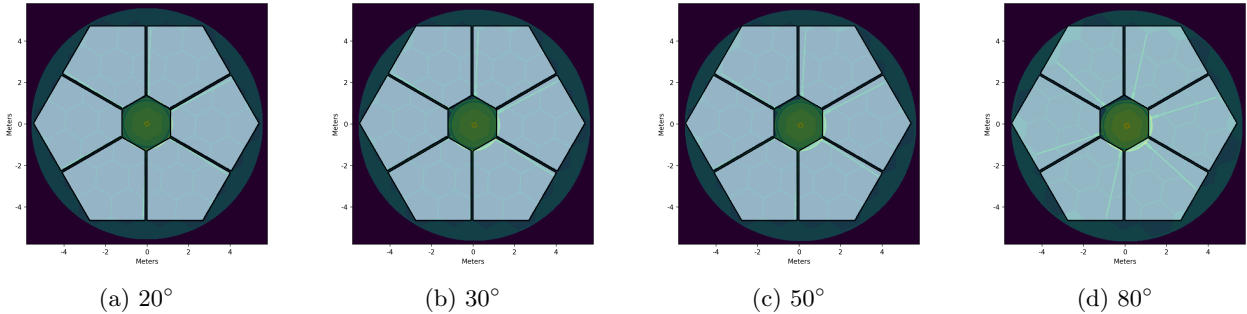 4 4 4 4
2 2 2 2
0 0 0 0
-2 -2 -2 -2
-4 -4 -4 -4
Meters Meters Meters Meters
-4 -2 0 2 4 -4 -2 0 2 4 -4 -2 0 2 4 -4 -2 0 2 4
Meters Meters Meters Meters
(a) 20° (b) 30° (c) 50° (d) 80°